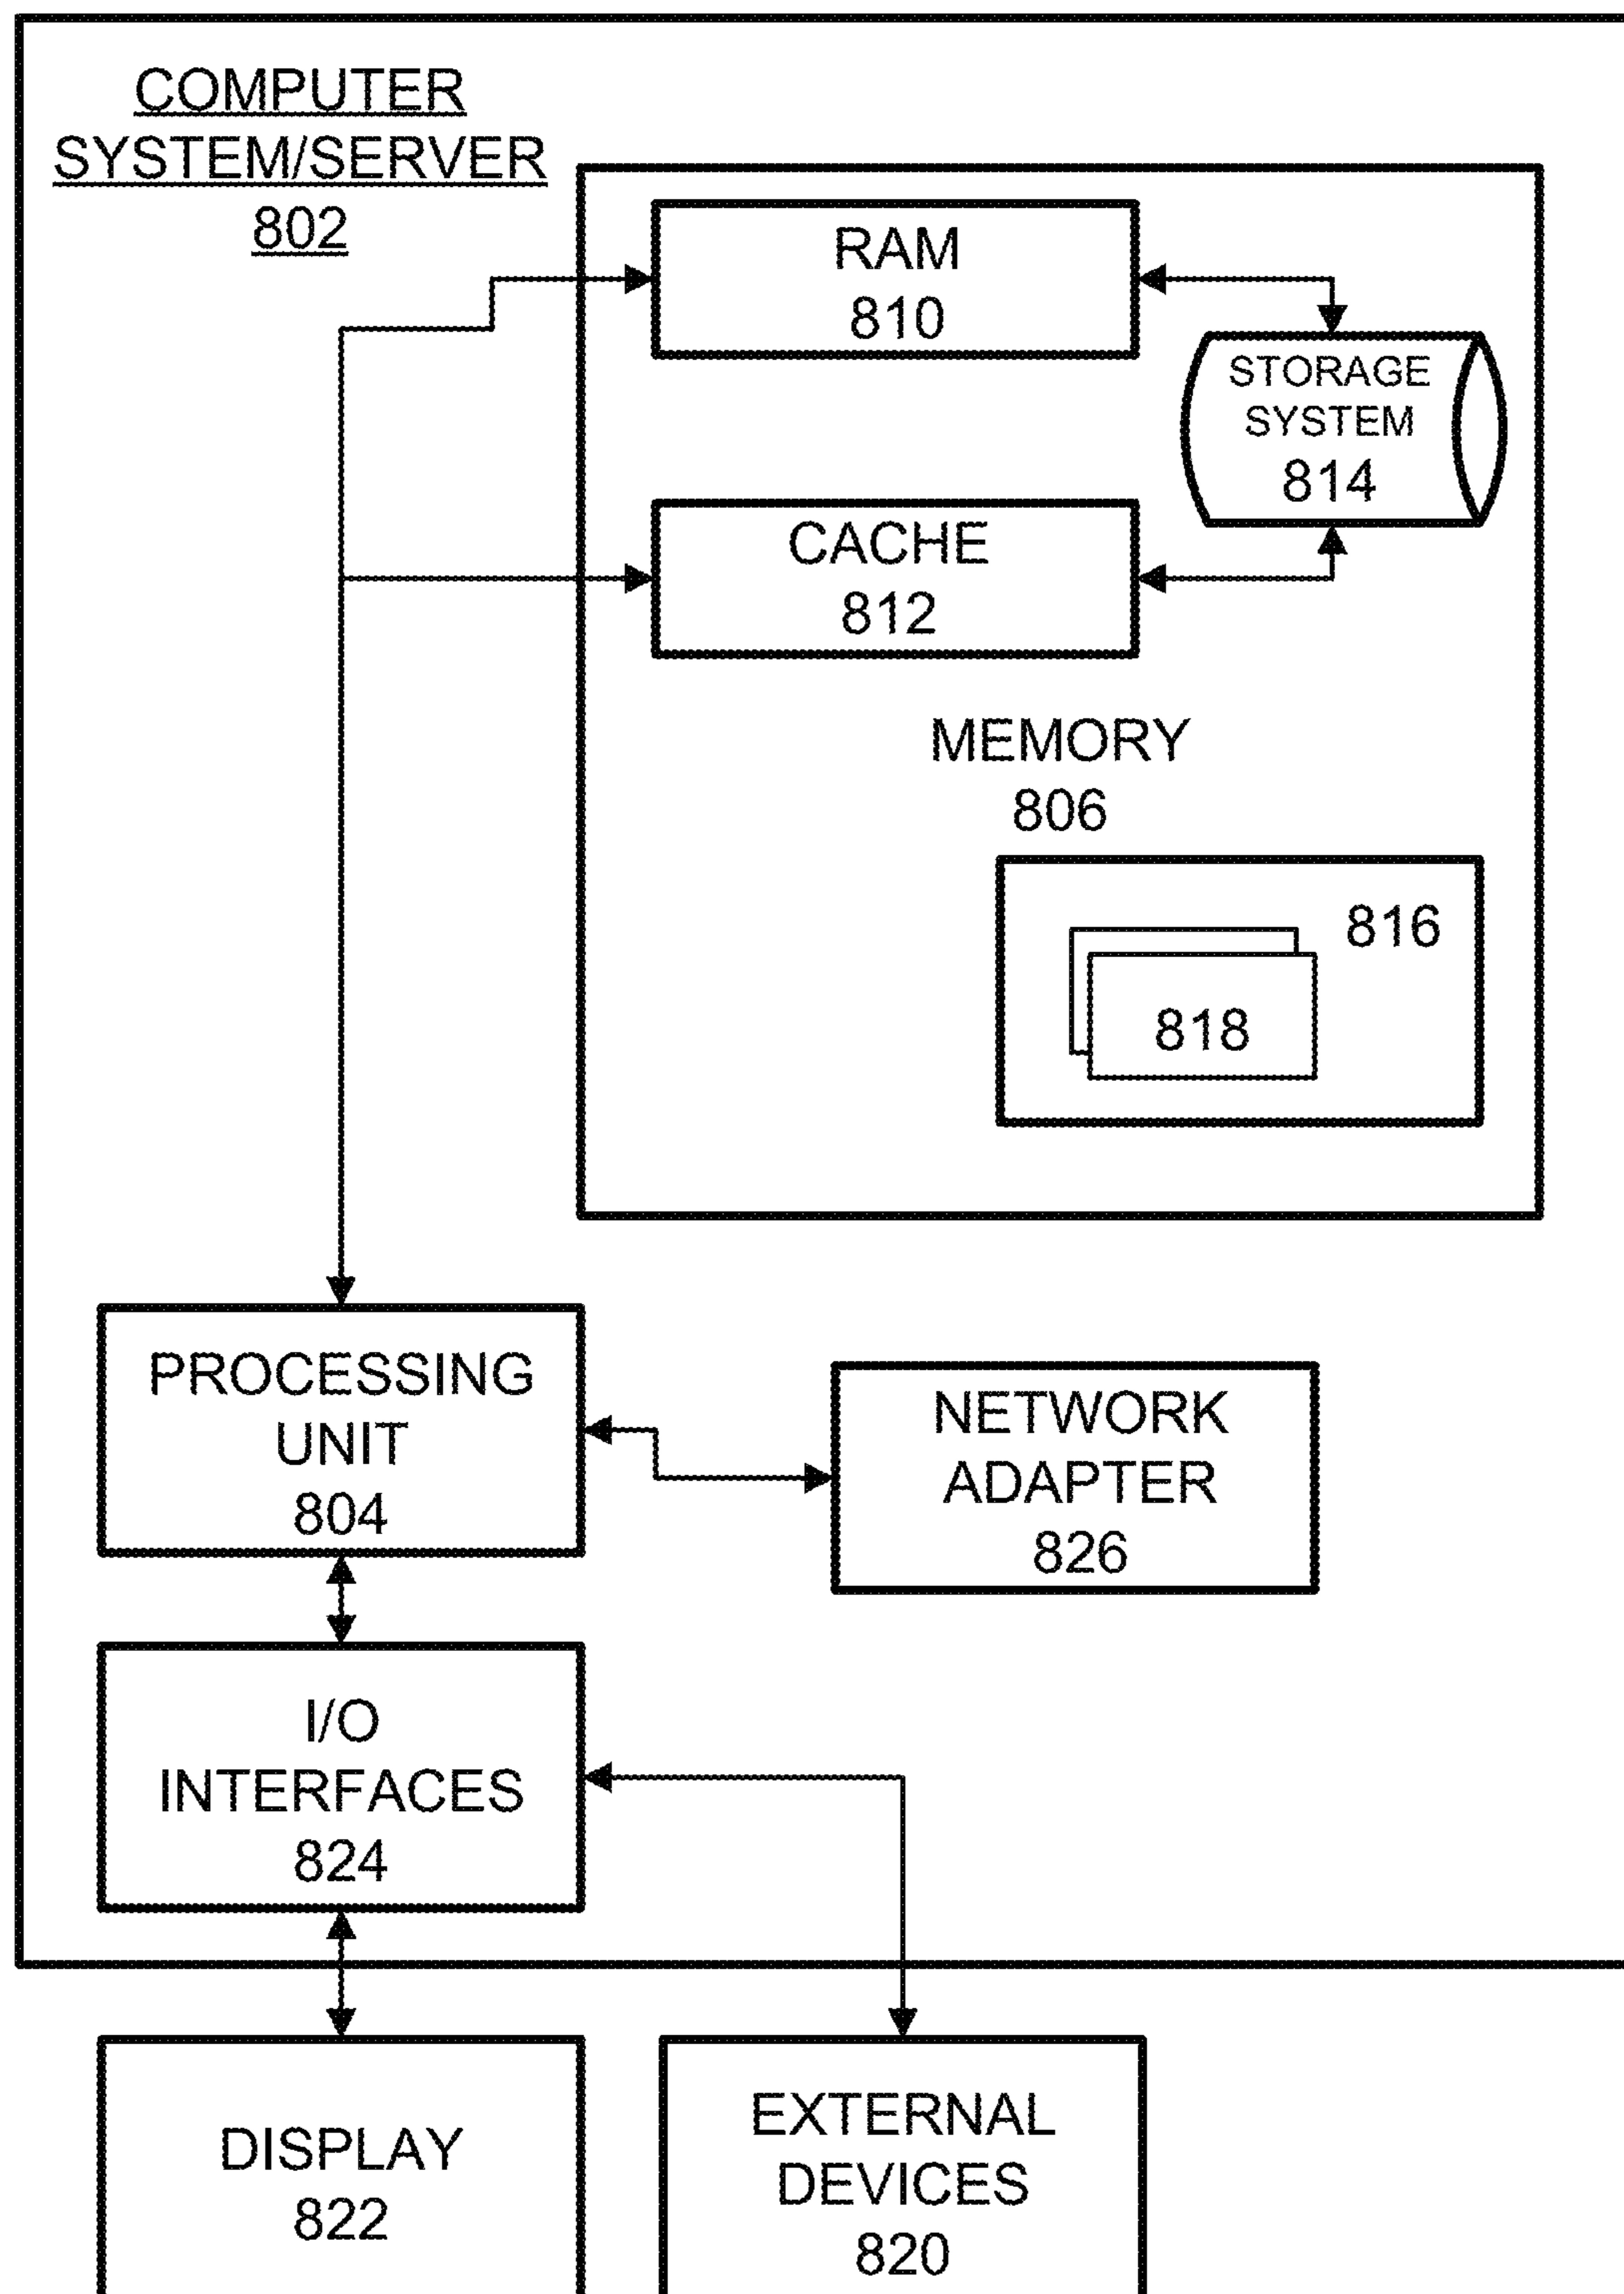 COMPUTER
SYSTEM/SERVER
802
RAM
810
STORAGE
SYSTEM
814
CACHE
812
MEMORY
806
816
818
PROCESSING
UNIT
804
NETWORK
ADAPTER
826
I/O
INTERFACES
824
DISPLAY
822
EXTERNAL
DEVICES
820